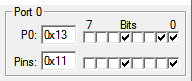 Port 0
7 Bits 0
P0: 0x13
Pins: 0x11